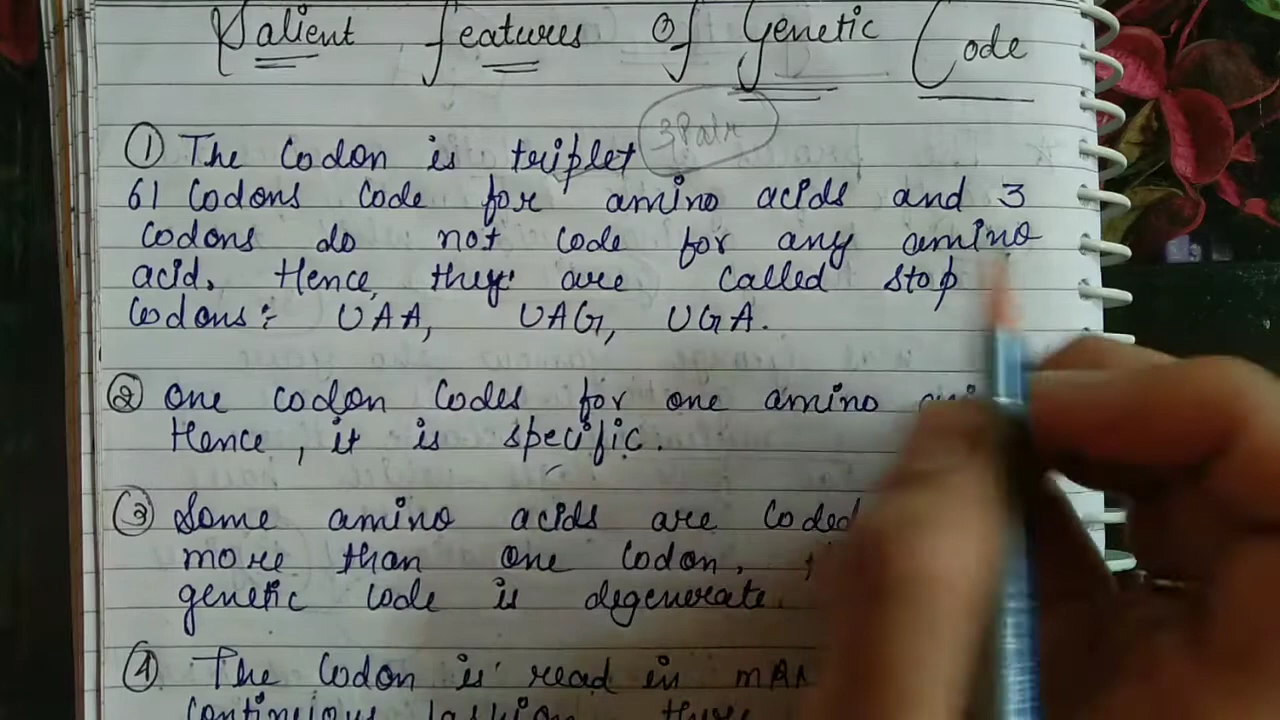 Salient features Of Genetic Code
3 Pair
① The Codon is triplet
61 Codons Code for amino acids and 3
Codons do not Code for any amino
acid. Hence, they are called stop
Codons: UAA, UAG, UGA.
② One codon Codes for one amino
Hence, it is specific.
③ Some amino acids are Coded
more than one Codon,
genetic code is degenerate.
④ The Codon is read in
fashion